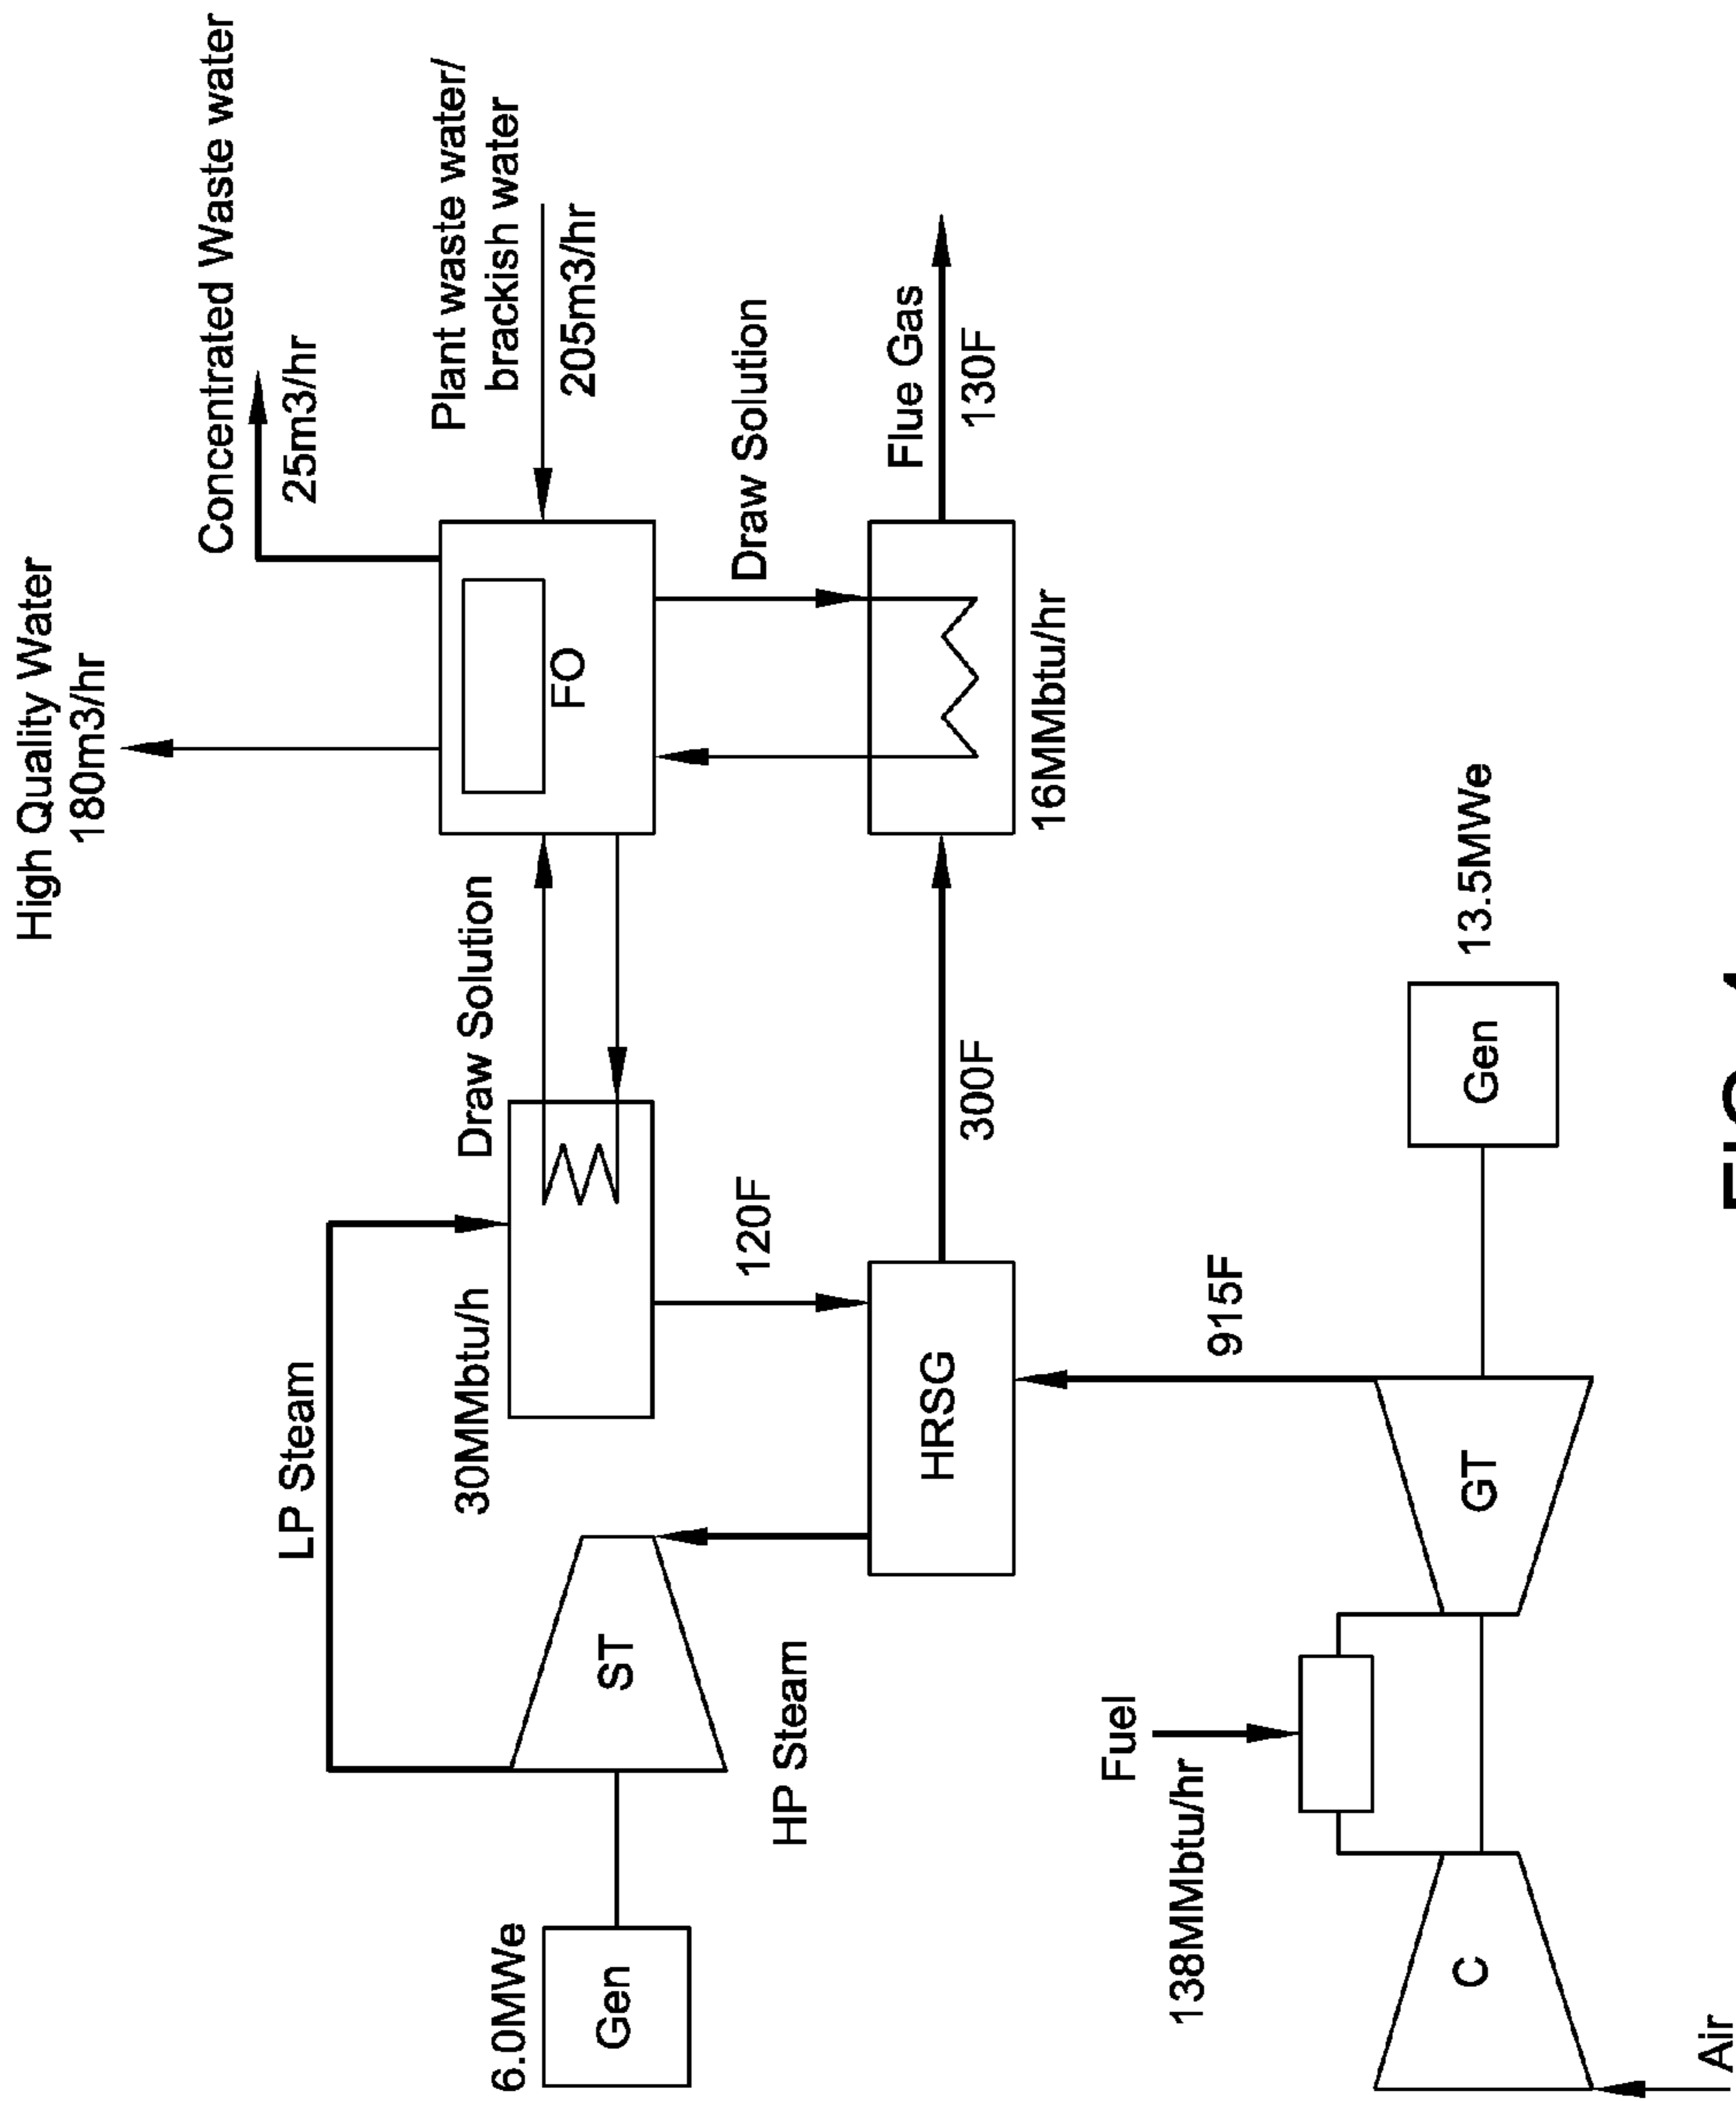 High Quality Water
180m3/hr
Concentrated Waste water
25m3/hr
LP Steam
Plant waste water/
brackish water
205m3/hr
Draw Solution
30MMbtu/h
6.0MWe
Gen
ST
FO
120F
Draw Solution
HP Steam
HRSG
300F
Flue Gas
130F
16MMbtu/hr
Fuel
138MMbtu/hr
915F
C
GT
Gen
13.5MWe
Air